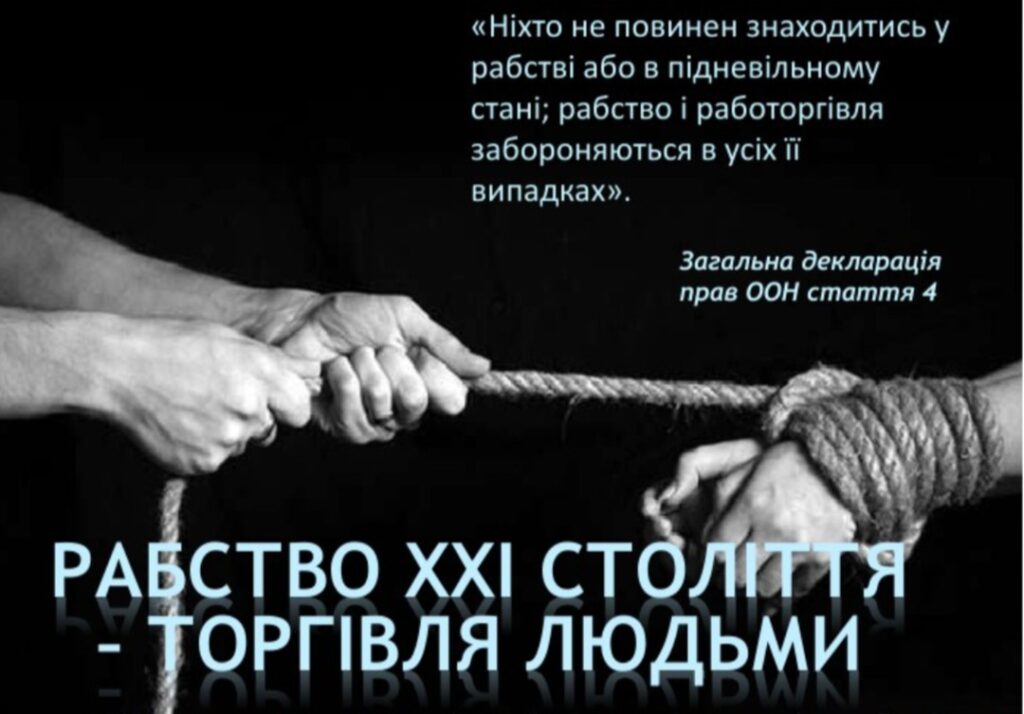 «Ніхто не повинен знаходитись у
рабстві або в підневільному
стані; рабство і работоргівля
забороняються в усіх її
випадках».
Загальна декларація
прав ООН стаття 4
РАБСТВО ХХІ СТОЛІТТЯ
- ТОРГІВЛЯ ЛЮДЬМИ